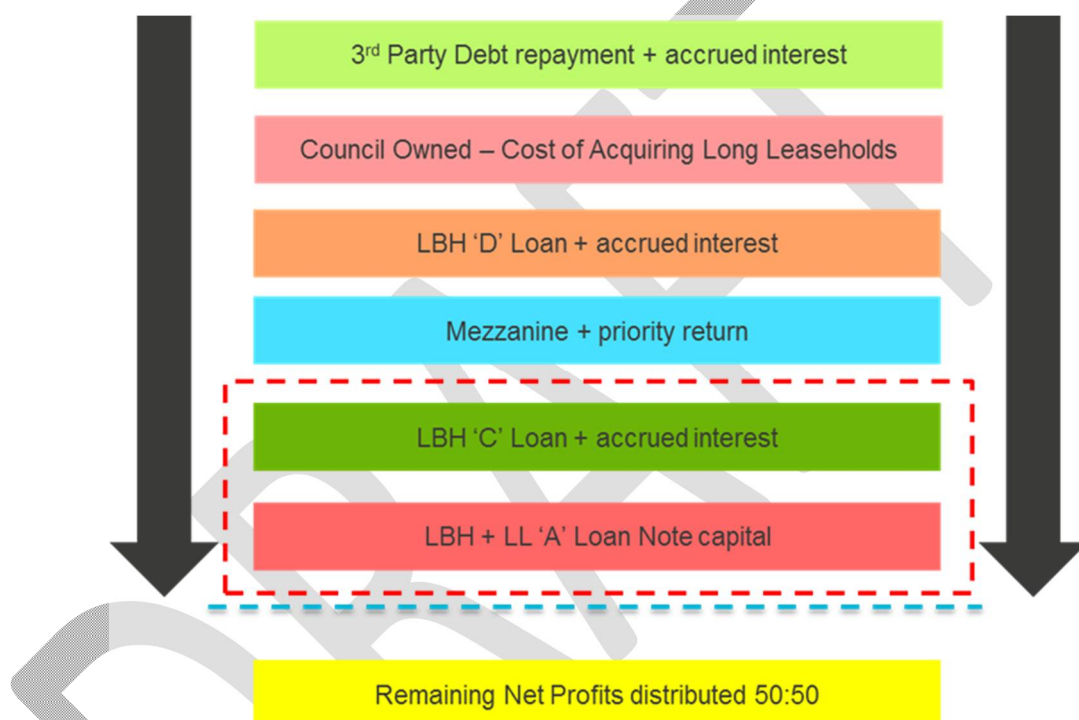 3rd Party Debt repayment + accrued interest
Council Owned – Cost of Acquiring Long Leaseholds
LBH ‘D’ Loan + accrued interest
Mezzanine + priority return
LBH ‘C’ Loan + accrued interest
LBH + LL ‘A’ Loan Note capital
Remaining Net Profits distributed 50:50
DRAFT